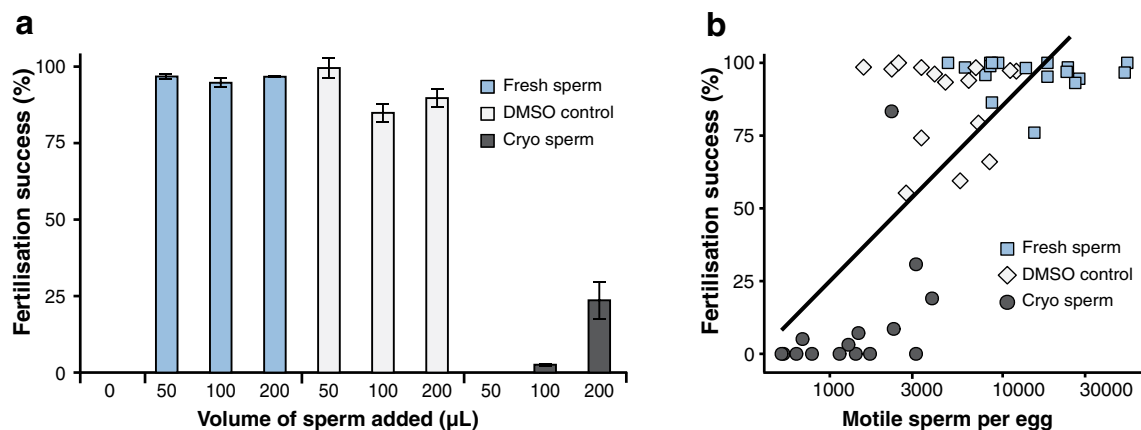 a
Fertilisation success (%)
100
75
50
25
0
Fresh sperm
DMSO control
Cryo sperm
0 50 100 200 50 100 200 50 100 200
Volume of sperm added (µL)
b
Fertilisation success (%)
100
75
50
25
0
Fresh sperm
DMSO control
Cryo sperm
1000 3000 10000 30000
Motile sperm per egg